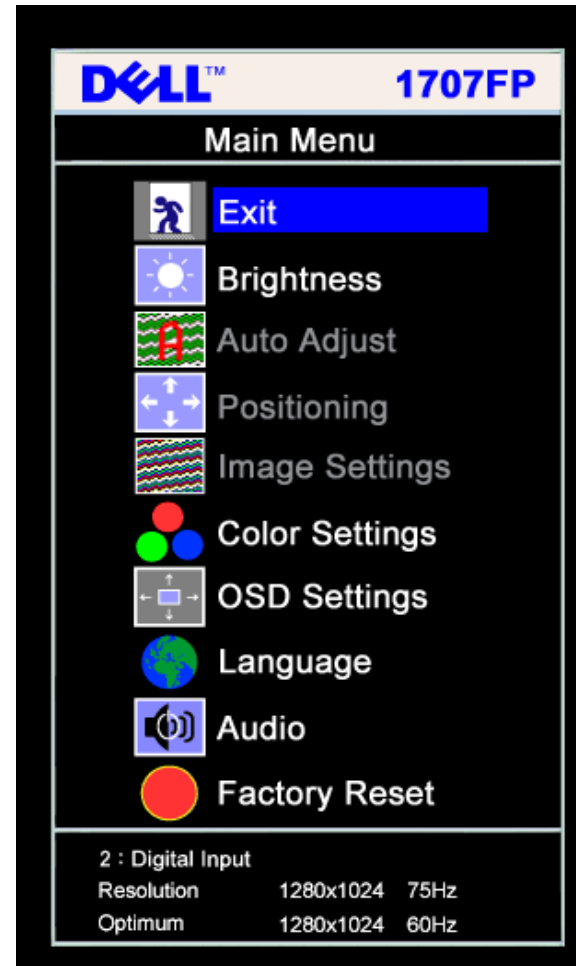 DELL™ 1707FP
Main Menu
Exit
Brightness
Auto Adjust
Positioning
Image Settings
Color Settings
OSD Settings
Language
Audio
Factory Reset
2 : Digital Input
Resolution 1280x1024 75Hz
Optimum 1280x1024 60Hz